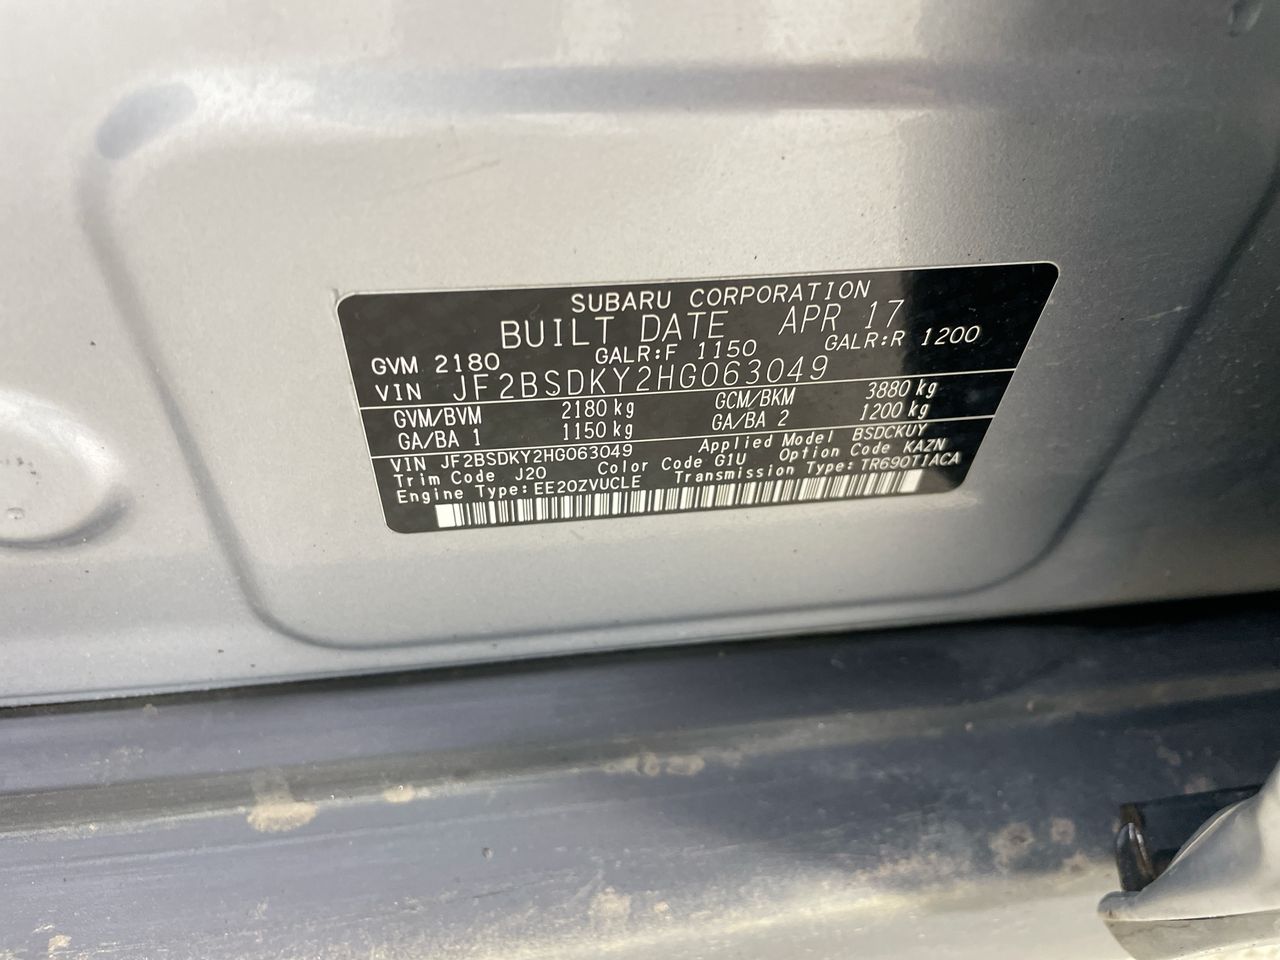 SUBARU CORPORATION
BUILT DATE APR 17
GVM 2180 GALR:F 1150 GALR:R 1200
VIN JF2BSDKY2HG063049
GVM/BVM 2180 kg GCM/BKM 3880 kg
GA/BA 1 1150 kg GA/BA 2 1200 kg
VIN JF2BSDKY2HG063049 Applied Model BSDCKUY
Trim Code J20 Color Code G1U Option Code KAZN
Engine Type:EE20ZVUCLE Transmission Type:TR690T1ACA